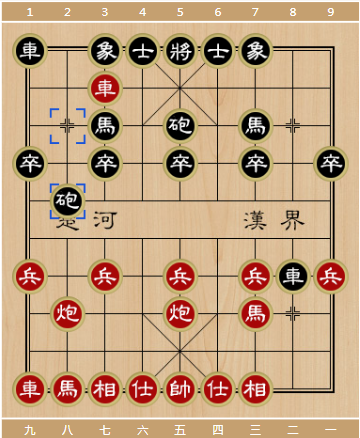 1 2 3 4 5 6 7 8 9
車 象 士 將 士 象
車
馬 砲 馬
卒 卒 卒 卒 卒
砲
楚 河 漢 界
兵 兵 兵 兵 車 兵
炮 炮 馬
車 馬 相 仕 帥 仕 相
九 八 七 六 五 四 三 二 一